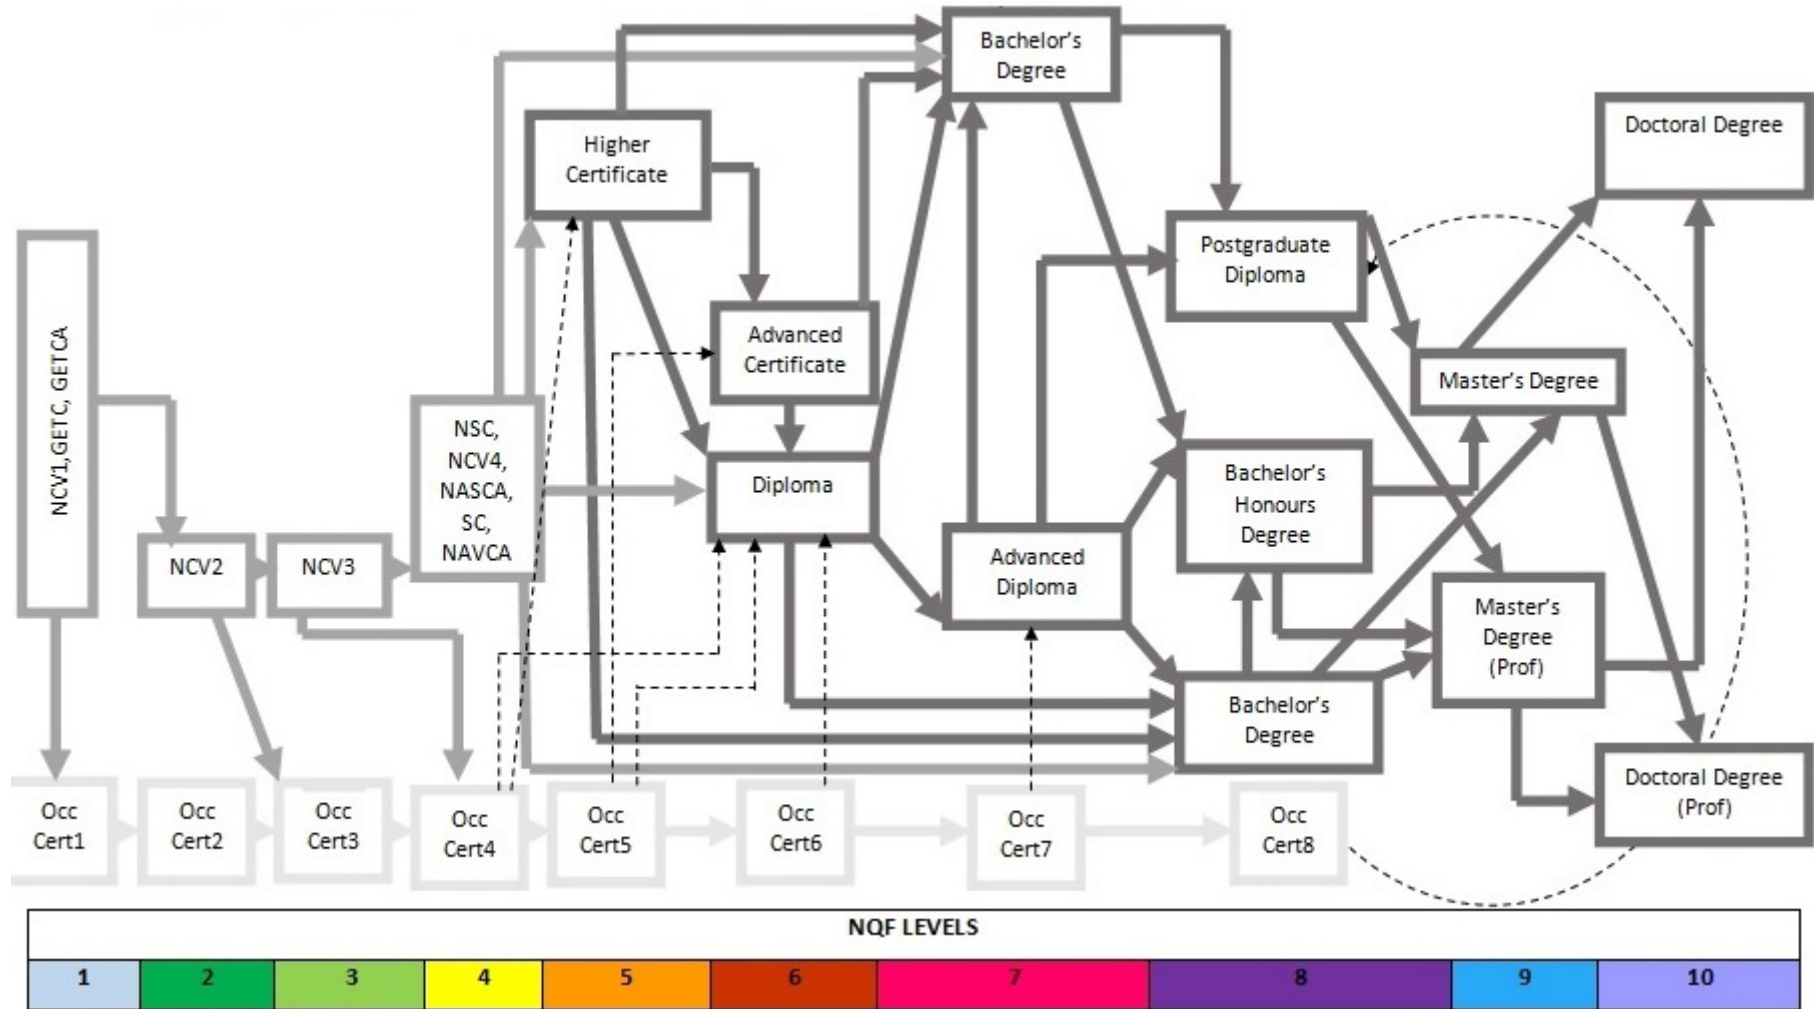 Bachelor's
Degree
Higher
Certificate
Doctoral Degree
Postgraduate
Diploma
NCV1,GETC, GETCA
Advanced
Certificate
Master's Degree
NSC,
NCV4,
NASCA,
SC,
NAVCA
Diploma
Bachelor's
Honours
Degree
NCV2
NCV3
Advanced
Diploma
Master's
Degree
(Prof)
Bachelor's
Degree
Doctoral Degree
(Prof)
Occ
Cert1
Occ
Cert2
Occ
Cert3
Occ
Cert4
Occ
Cert5
Occ
Cert6
Occ
Cert7
Occ
Cert8
NQF LEVELS
1 2 3 4 5 6 7 8 9 10